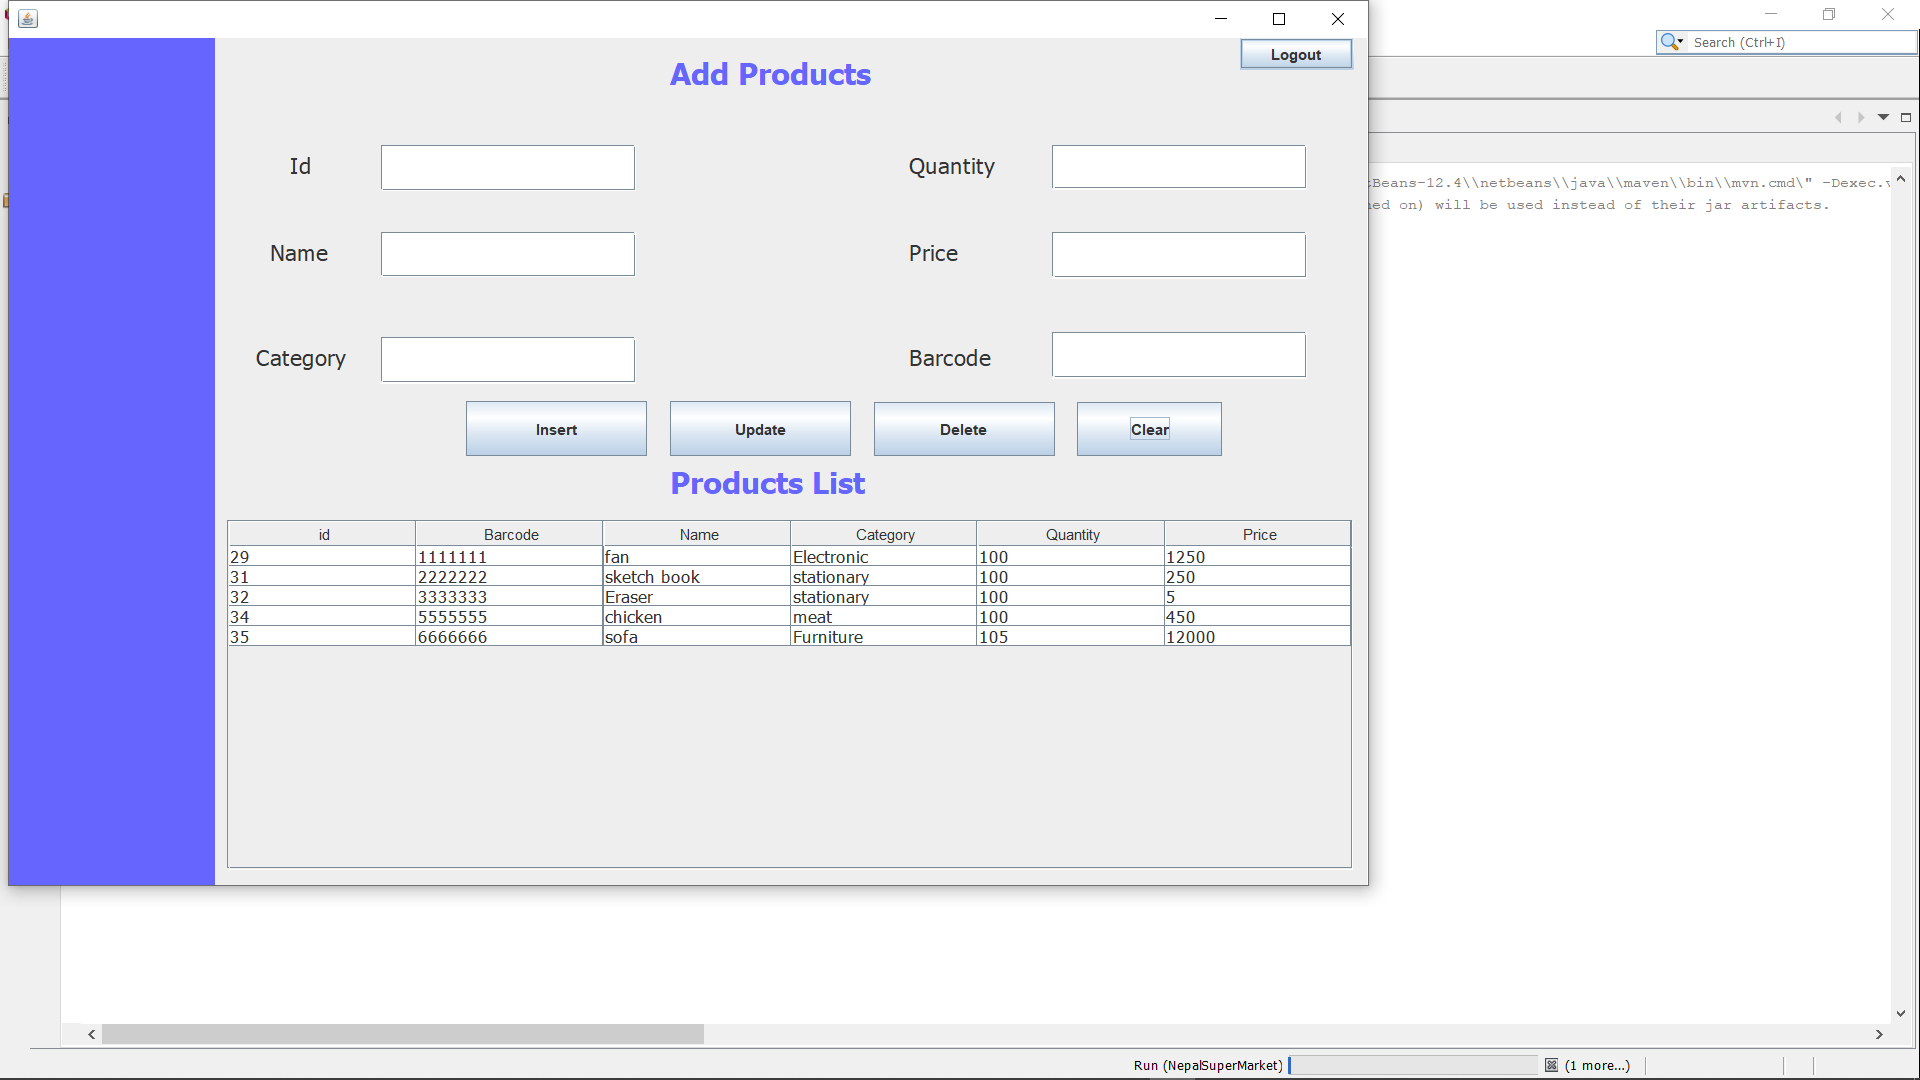 Logout
Add Products
Search (Ctrl+I)
Id
Quantity
Beans-12.4\\netbeans\\java\\maven\\bin\\mvn.cmd\" -Dexec.v
ned on) will be used instead of their jar artifacts.
Name
Price
Category
Barcode
Insert
Update
Delete
Clear
Products List
id Barcode Name Category Quantity Price
29 1111111 fan Electronic 100 1250
31 2222222 sketch book stationary 100 250
32 3333333 Eraser stationary 100 5
34 5555555 chicken meat 100 450
35 6666666 sofa Furniture 105 12000
Run (NepalSuperMarket)
(1 more...)